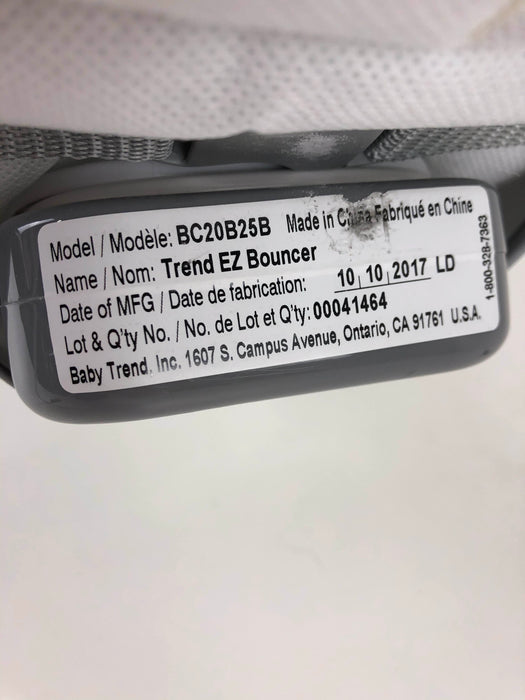 Model / Modèle: BC20B25B Made in China Fabriqué en Chine
Name / Nom: Trend EZ Bouncer
Date of MFG / Date de fabrication: 10 | 10 | 2017 | LD
Lot & Q'ty No. / No. de Lot et Q'ty: 00041464
Baby Trend, Inc. 1607 S. Campus Avenue, Ontario, CA 91761 U.S.A.
1-800-328-7363